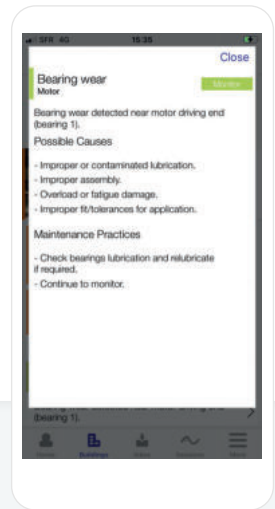 SFR 4G 15:35
Close
Bearing wear
Motor
Monitor
Bearing wear detected near motor driving end
(bearing 1).
Possible Causes
- Improper or contaminated lubrication.
- Improper assembly.
- Overload or fatigue damage.
- Improper fit/tolerances for application.
Maintenance Practices
- Check bearings lubrication and relubricate
if required.
- Continue to monitor.
(bearing 1).
Home
Buildings
More